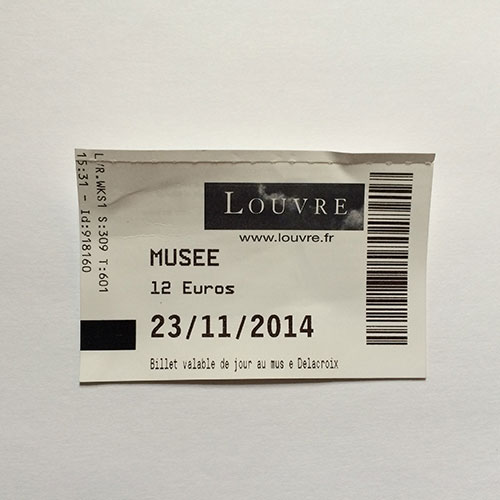 LVR.WKS1 S:309 T:601
15:31 - Id:918160
LOUVRE
www.louvre.fr
MUSEE
12 Euros
23/11/2014
Billet valable de jour au mus e Delacroix